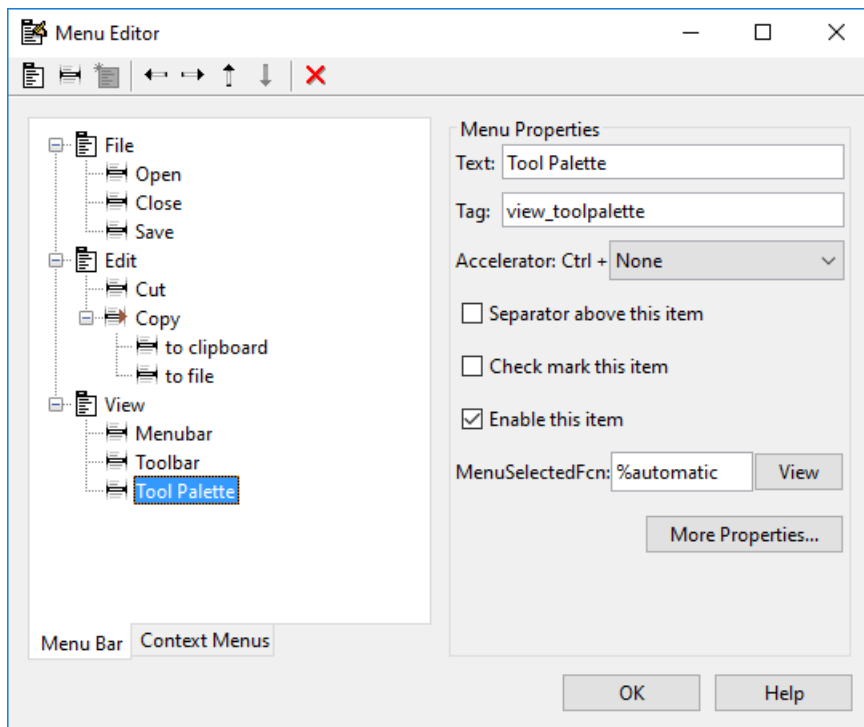 Menu Editor
File
Open
Close
Save
Edit
Cut
Copy
to clipboard
to file
View
Menubar
Toolbar
Tool Palette
Menu Bar
Context Menus
Menu Properties
Text: Tool Palette
Tag: view_toolpalette
Accelerator: Ctrl + None
Separator above this item
Check mark this item
Enable this item
MenuSelectedFcn: %automatic View
More Properties...
OK Help